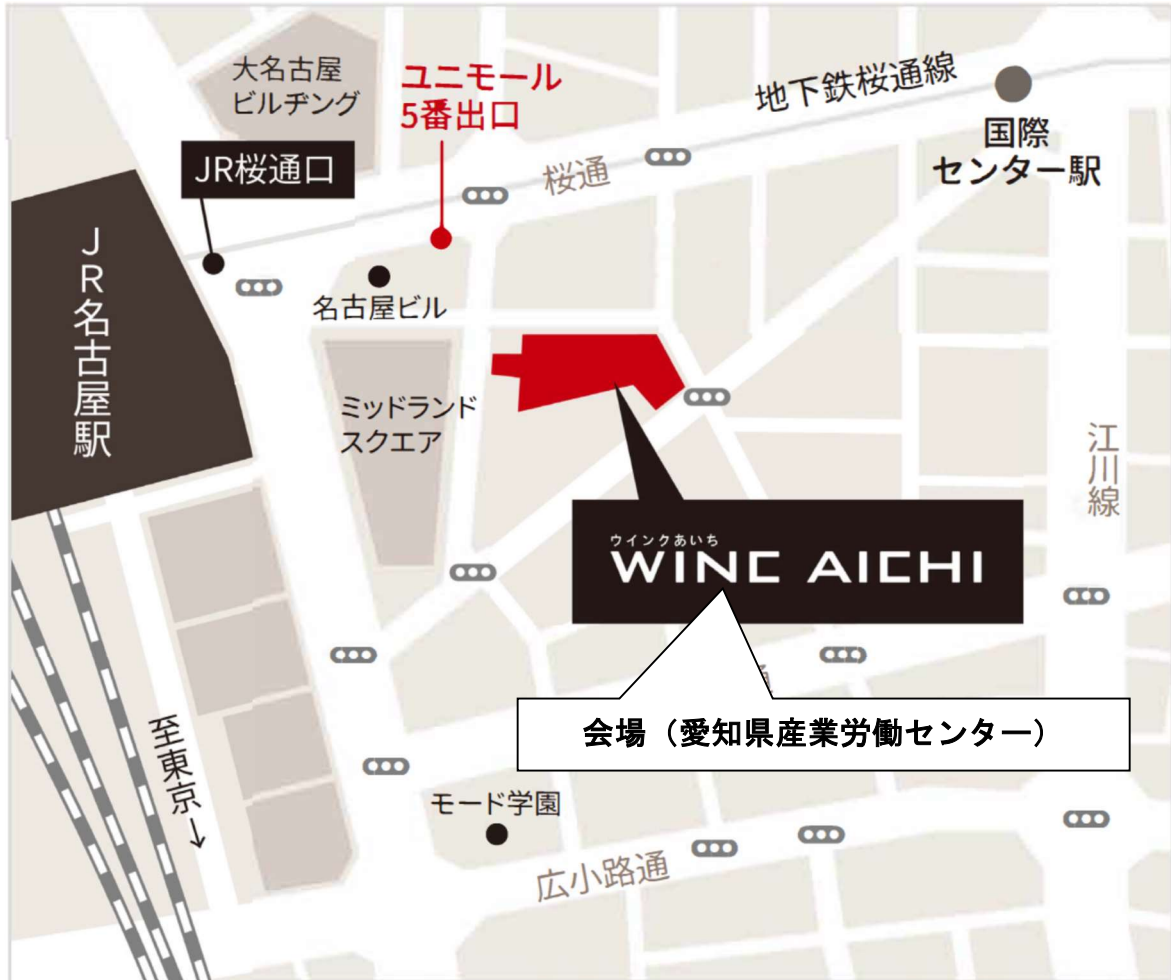 大名古屋
ビルヂング
ユニモール
5番出口
地下鉄桜通線
国際
センター駅
JR桜通口
桜通
JR名古屋駅
名古屋ビル
ミッドランド
スクエア
江川線
ウインクあいち
WINC AICHI
会場（愛知県産業労働センター）
至東京→
モード学園
広小路通